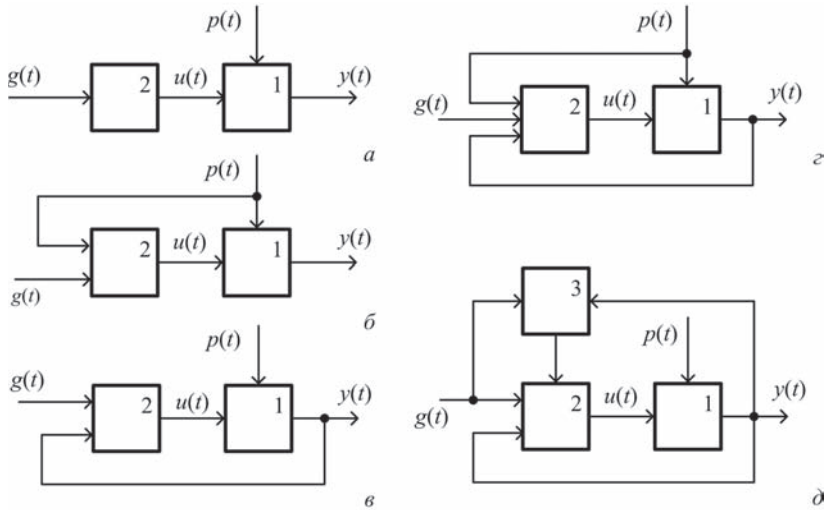 p(t)
g(t) 2 u(t) 1 y(t)
а
p(t)
2 u(t) 1 y(t)
g(t)
б
p(t)
g(t) 2 u(t) 1 y(t)
в
p(t)
g(t) 2 u(t) 1 y(t)
г
3
p(t)
g(t) 2 u(t) 1 y(t)
д